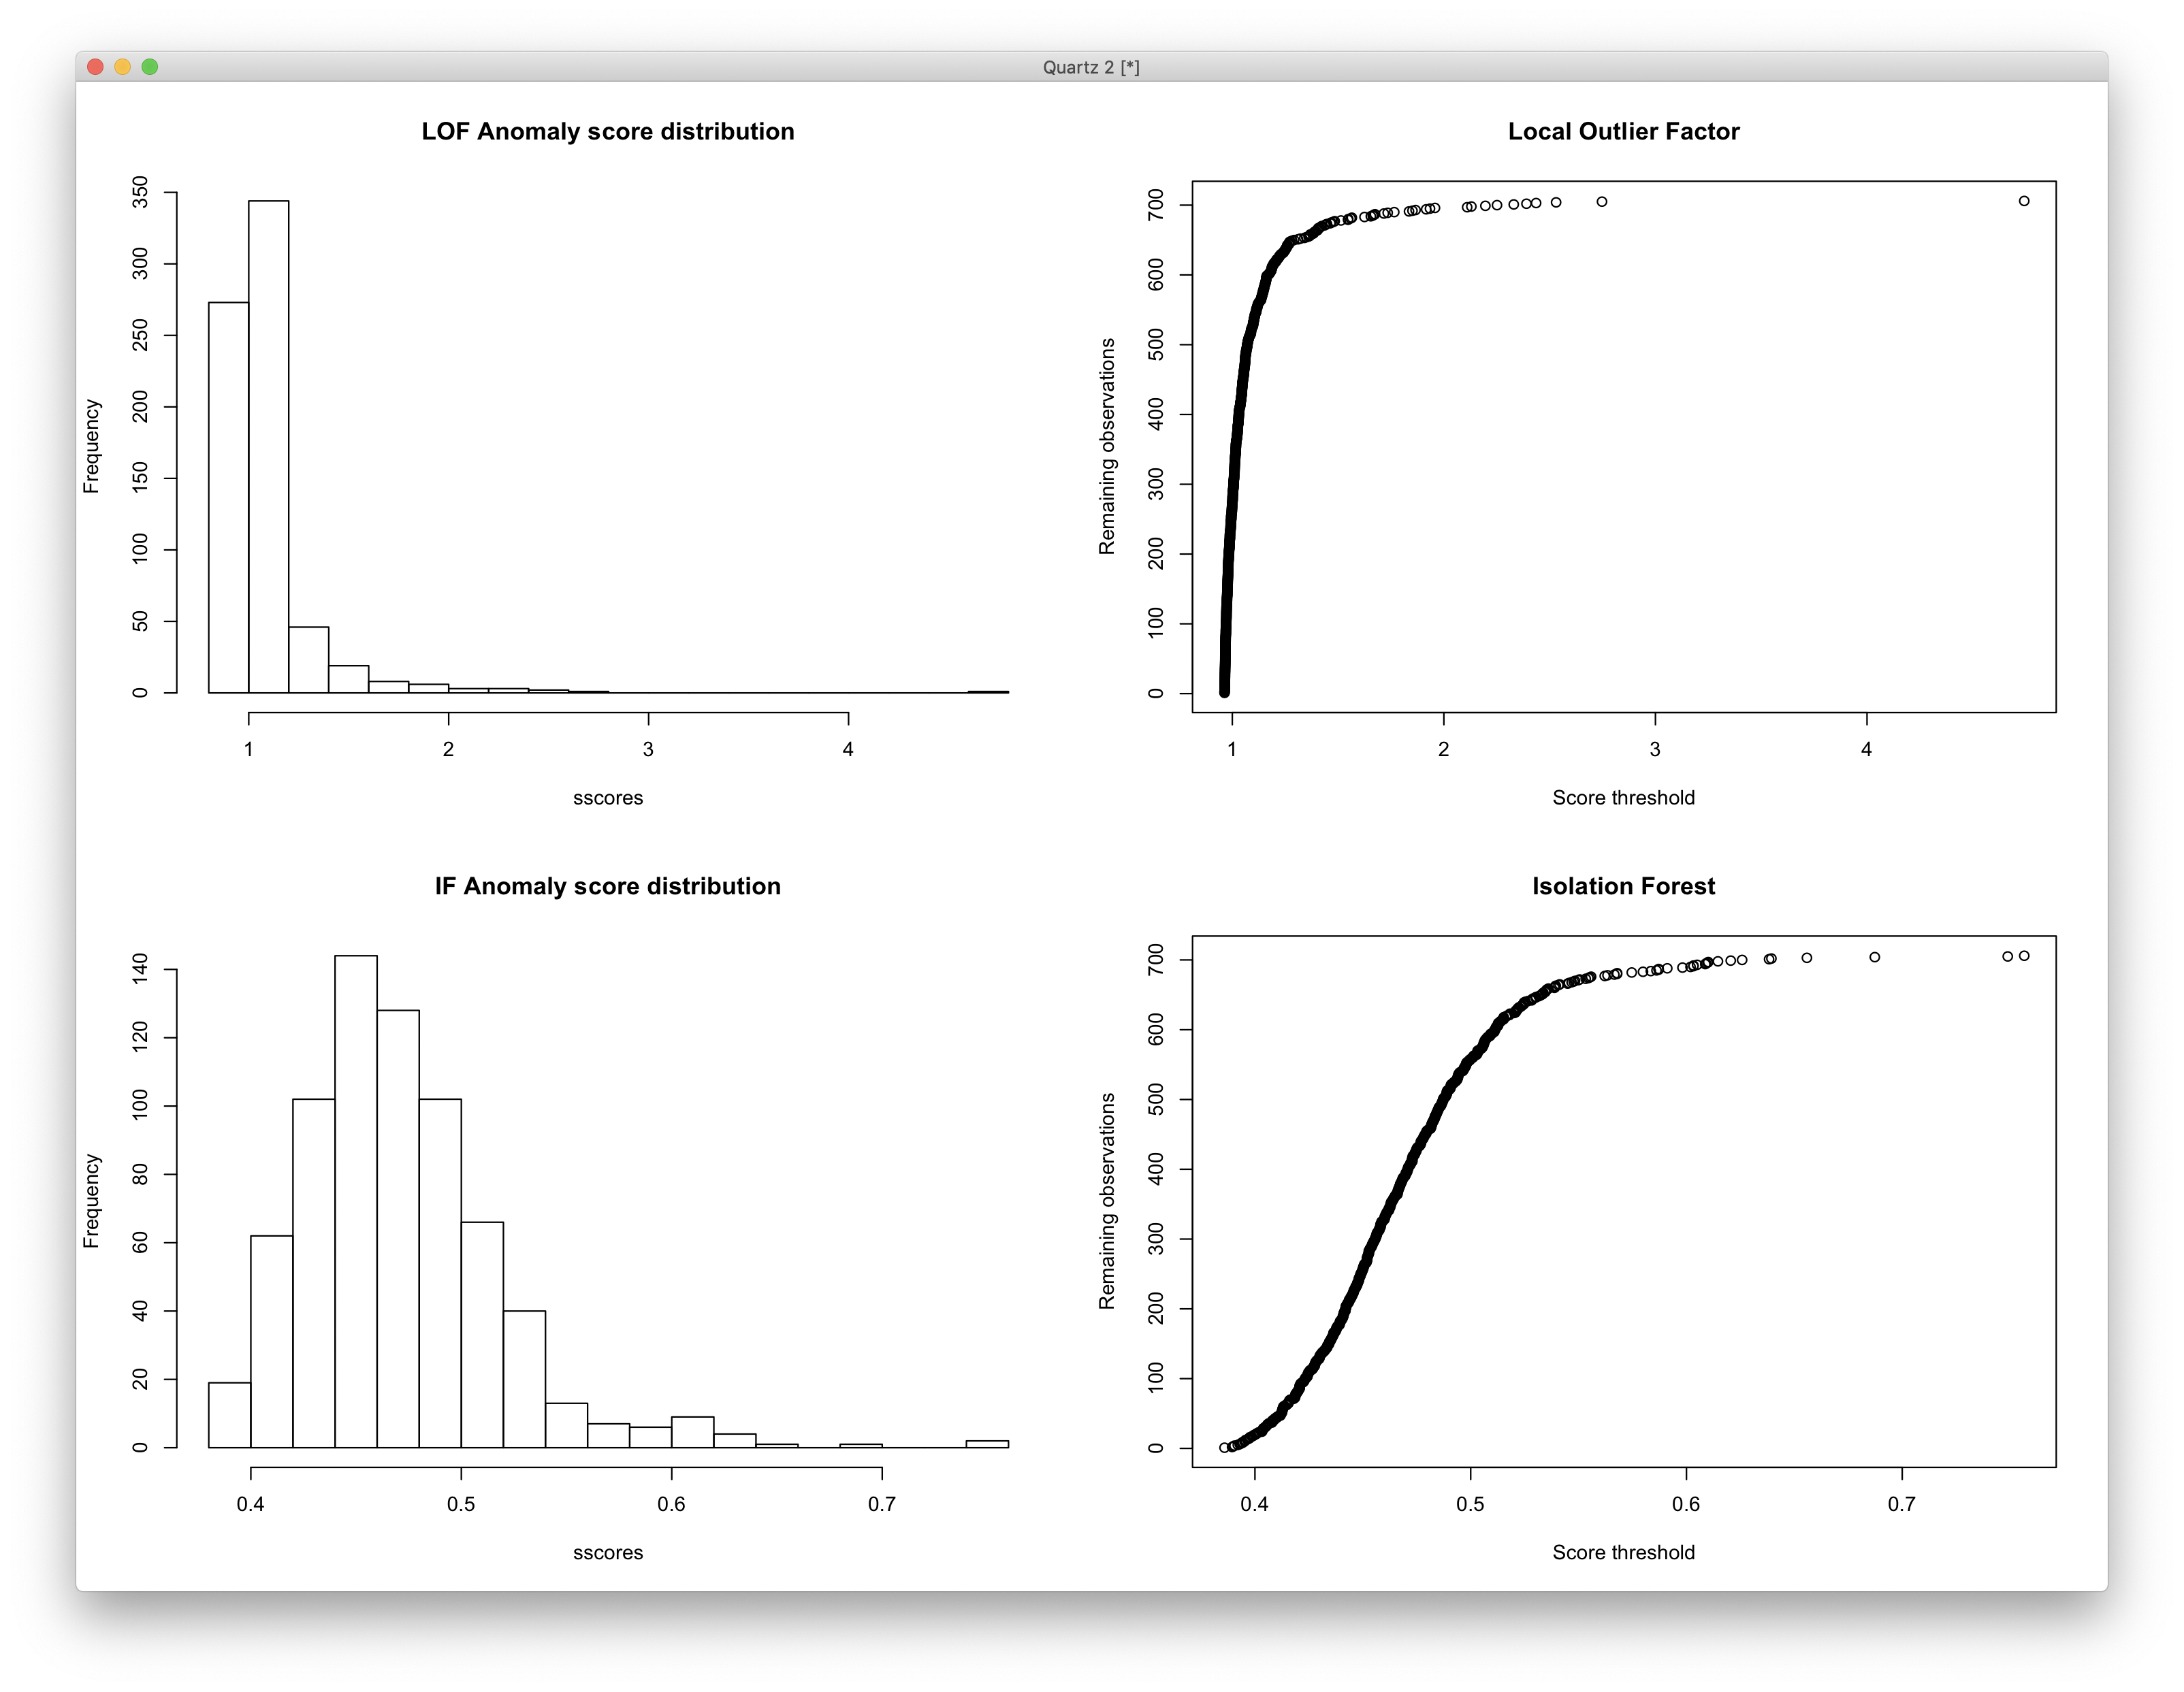 Quartz 2 [*]
LOF Anomaly score distribution
Frequency
0 50 100 150 200 250 300 350
1 2 3 4
sscores
Local Outlier Factor
Remaining observations
0 100 200 300 400 500 600 700
1 2 3 4
Score threshold
IF Anomaly score distribution
Frequency
0 20 40 60 80 100 120 140
0.4 0.5 0.6 0.7
sscores
Isolation Forest
Remaining observations
0 100 200 300 400 500 600 700
0.4 0.5 0.6 0.7
Score threshold